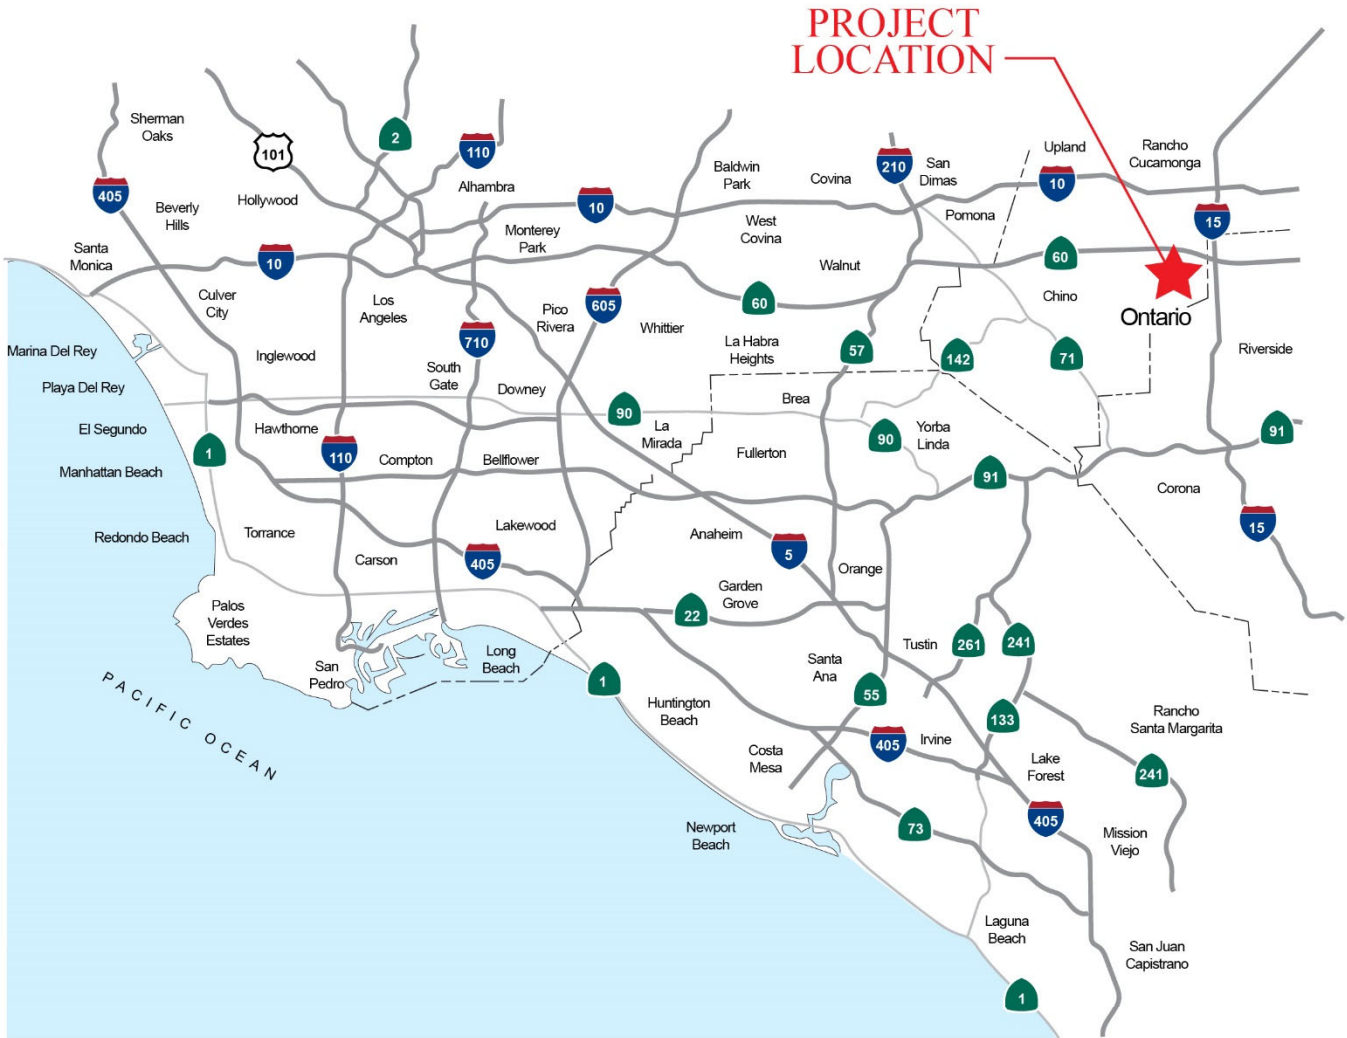 PROJECT
LOCATION
Sherman
Oaks
101
2
110
Alhambra
405
Beverly
Hills
Hollywood
10
Baldwin
Park
Covina
210
San
Dimas
Upland
Rancho
Cucamonga
10
Pomona
15
Santa
Monica
10
Monterey
Park
West
Covina
Walnut
60
Culver
City
Los
Angeles
Pico
Rivera
605
Whittier
60
Chino
Ontario
Marina Del Rey
Inglewood
710
South
Gate
La Habra
Heights
57
142
71
Riverside
Playa Del Rey
Downey
90
Brea
El Segundo
Hawthorne
La
Mirada
90
Yorba
Linda
91
1
110
Manhattan Beach
Compton
Bellflower
Fullerton
91
Corona
Redondo Beach
Torrance
Lakewood
Anaheim
15
Carson
405
5
Orange
Garden
Grove
22
Palos
Verdes
Estates
Tustin
261
241
San
Pedro
Long
Beach
1
Santa
Ana
55
PACIFIC OCEAN
Huntington
Beach
133
Rancho
Santa Margarita
Costa
Mesa
405
Irvine
Lake
Forest
241
Newport
Beach
73
405
Mission
Viejo
Laguna
Beach
San Juan
Capistrano
1